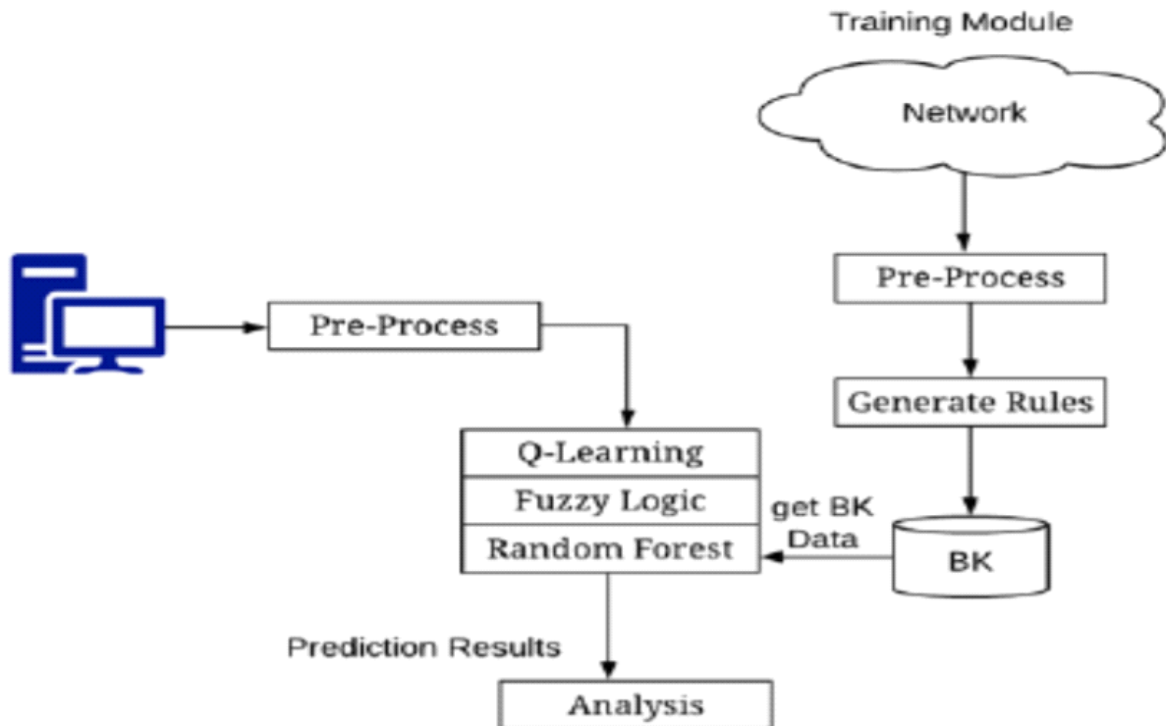 Training Module
Network
Pre-Process
Pre-Process
Generate Rules
Q-Learning
Fuzzy Logic
Random Forest
get BK
Data
BK
Prediction Results
Analysis